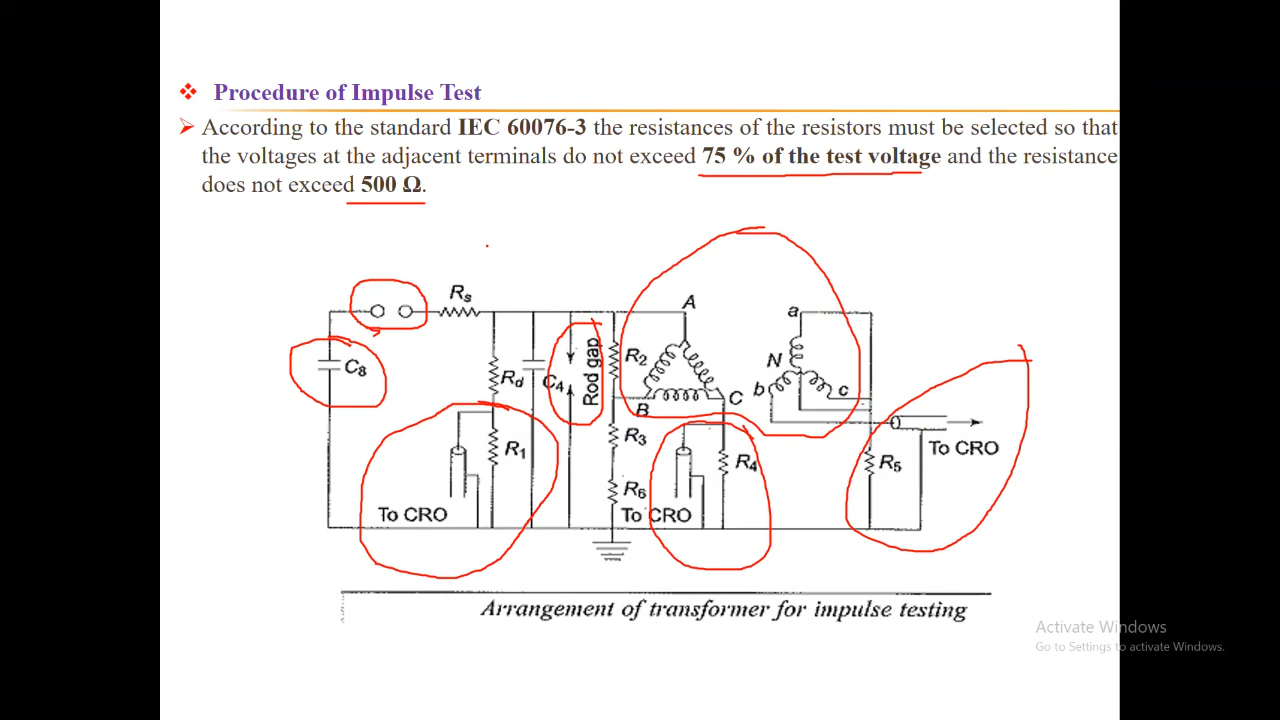 Procedure of Impulse Test
According to the standard IEC 60076-3 the resistances of the resistors must be selected so that
the voltages at the adjacent terminals do not exceed 75 % of the test voltage and the resistance
does not exceed 500 Ω.
Rs
A
a
Rod gap
R2
N
C8
Rd
C4
b
c
B
C
R1
R3
R4
To CRO
R5
R6
To CRO
To CRO
Arrangement of transformer for impulse testing
Activate Windows
Go to Settings to activate Windows.